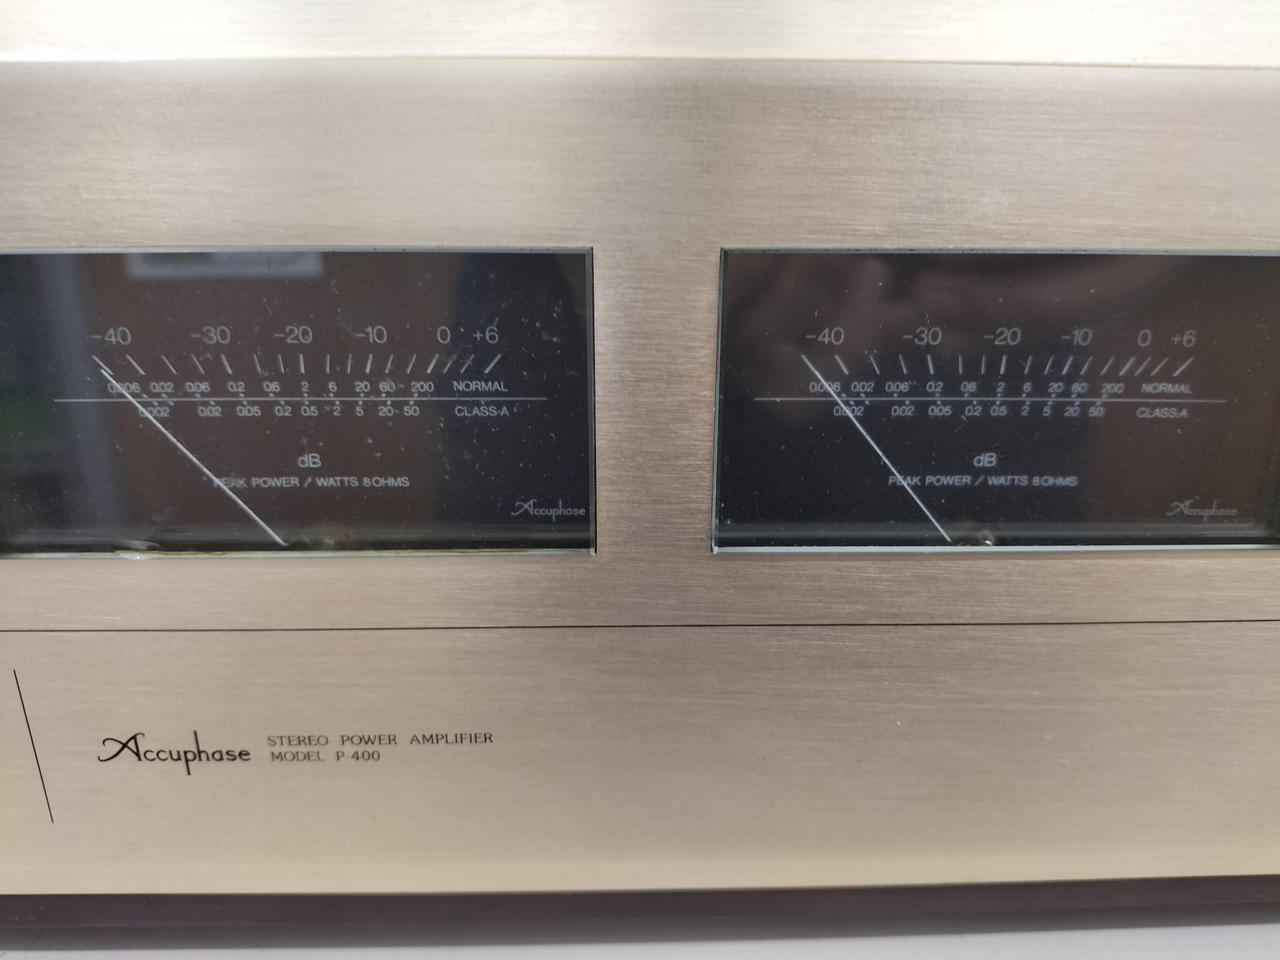 -40 -30 -20 -10 0 +6
0.006 0.02 0.06 0.2 0.6 2 6 20 60 200 NORMAL
0.002 0.02 0.05 0.2 0.5 2 5 20 50 CLASS-A
dB
PEAK POWER / WATTS 8 OHMS
Accuphase
-40 -30 -20 -10 0 +6
0.006 0.02 0.06 0.2 0.6 2 6 20 60 200 NORMAL
0.002 0.02 0.05 0.2 0.5 2 5 20 50 CLASS-A
dB
PEAK POWER / WATTS 8 OHMS
Accuphase
Accuphase STEREO POWER AMPLIFIER
MODEL P-400